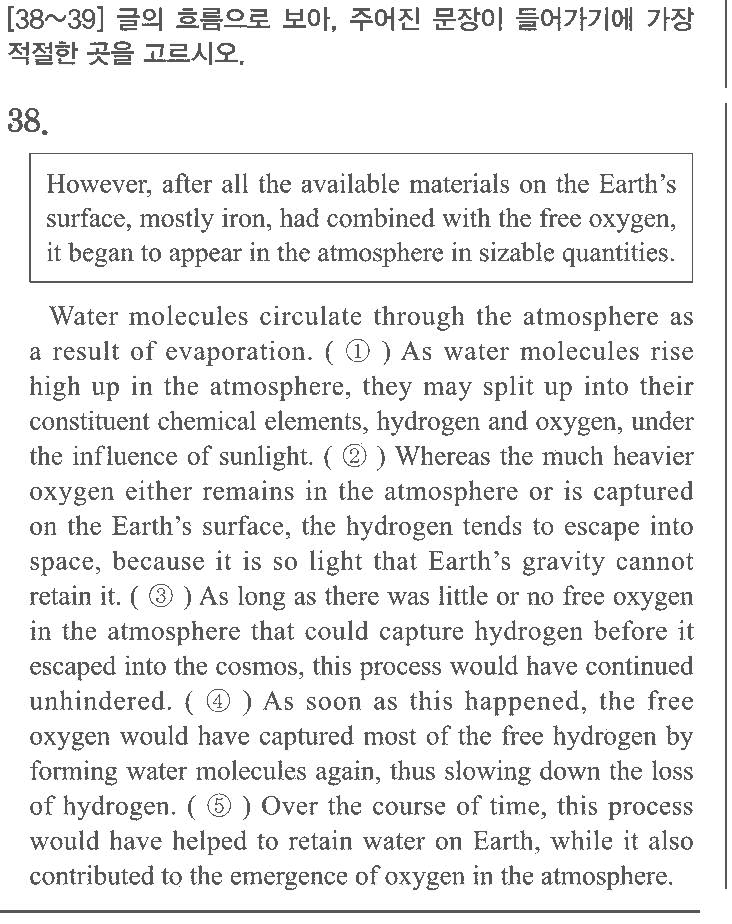 [38~39] 글의 흐름으로 보아, 주어진 문장이 들어가기에 가장
적절한 곳을 고르시오.
38.
However, after all the available materials on the Earth's
surface, mostly iron, had combined with the free oxygen,
it began to appear in the atmosphere in sizable quantities.
Water molecules circulate through the atmosphere as
a result of evaporation. ( ① ) As water molecules rise
high up in the atmosphere, they may split up into their
constituent chemical elements, hydrogen and oxygen, under
the influence of sunlight. ( ② ) Whereas the much heavier
oxygen either remains in the atmosphere or is captured
on the Earth's surface, the hydrogen tends to escape into
space, because it is so light that Earth's gravity cannot
retain it. ( ③ ) As long as there was little or no free oxygen
in the atmosphere that could capture hydrogen before it
escaped into the cosmos, this process would have continued
unhindered. ( ④ ) As soon as this happened, the free
oxygen would have captured most of the free hydrogen by
forming water molecules again, thus slowing down the loss
of hydrogen. ( ⑤ ) Over the course of time, this process
would have helped to retain water on Earth, while it also
contributed to the emergence of oxygen in the atmosphere.